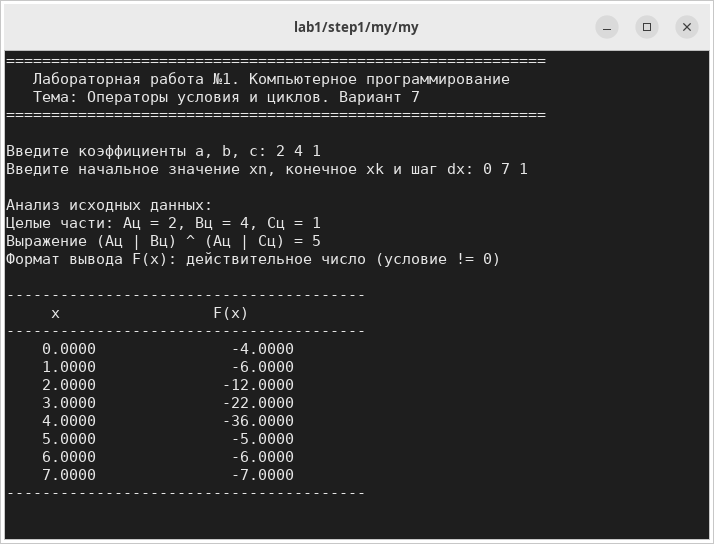 lab1/step1/my/my
============================================================
Лабораторная работа №1. Компьютерное программирование
Тема: Операторы условия и циклов. Вариант 7
============================================================
Введите коэффициенты a, b, c: 2 4 1
Введите начальное значение xn, конечное xk и шаг dx: 0 7 1
Анализ исходных данных:
Целые части: Ац = 2, Вц = 4, Сц = 1
Выражение (Ац | Вц) ^ (Ац | Сц) = 5
Формат вывода F(x): действительное число (условие != 0)
----------------------------------------
x F(x)
----------------------------------------
0.0000 -4.0000
1.0000 -6.0000
2.0000 -12.0000
3.0000 -22.0000
4.0000 -36.0000
5.0000 -5.0000
6.0000 -6.0000
7.0000 -7.0000
----------------------------------------